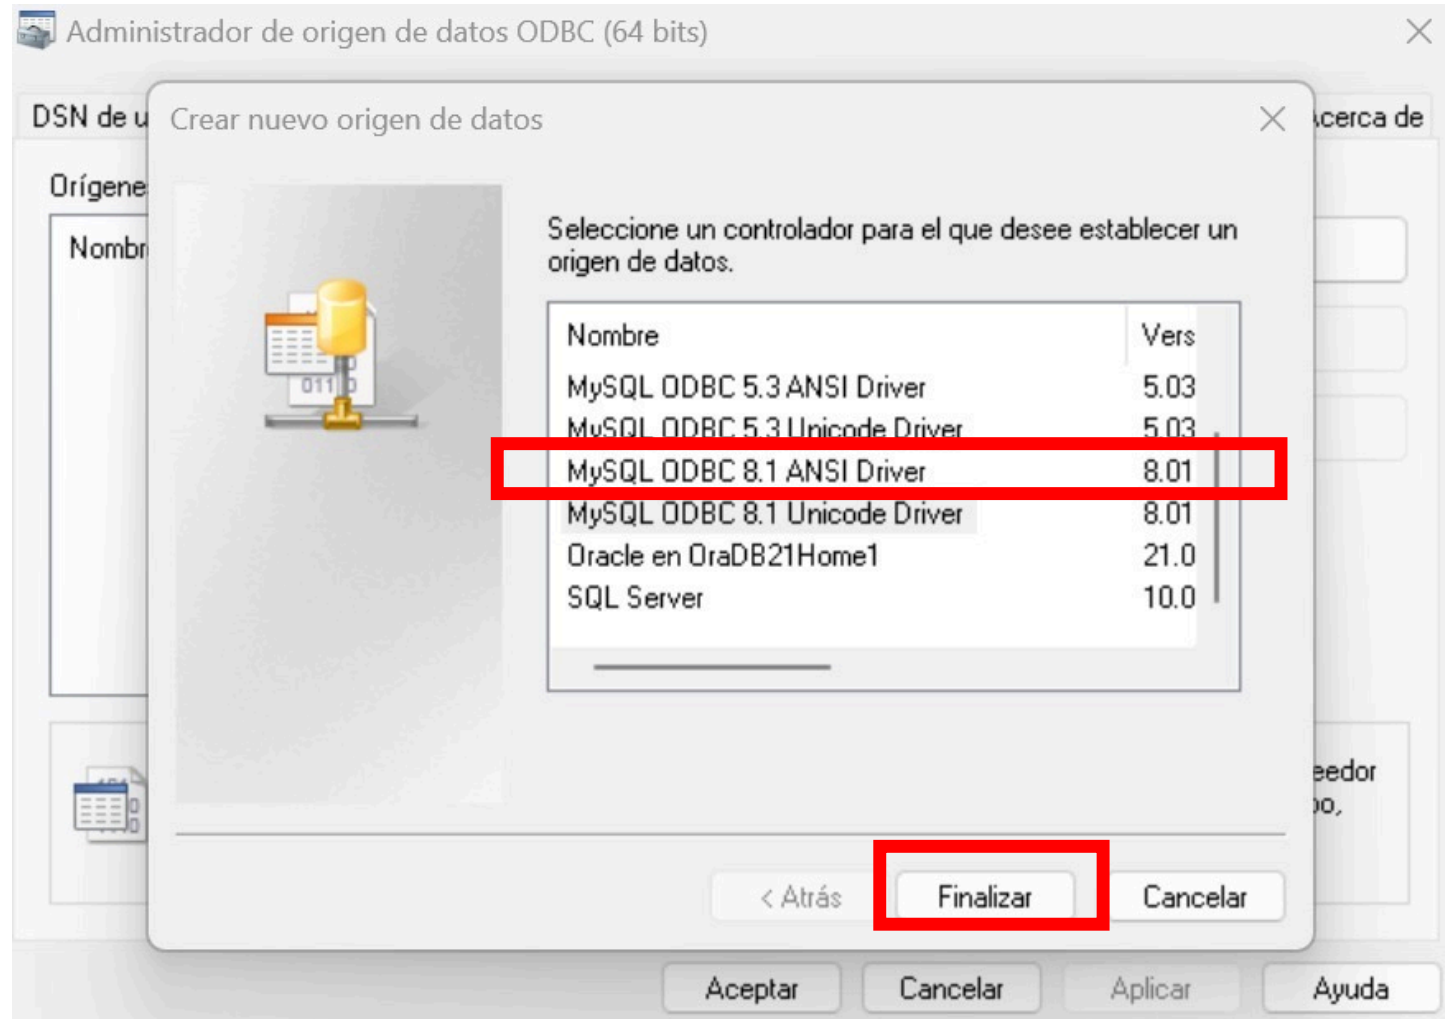 Administrador de origen de datos ODBC (64 bits)
DSN de u
Acerca de
Crear nuevo origen de datos
Orígene
Nombr
Seleccione un controlador para el que desee establecer un
origen de datos.
Nombre Vers
MySQL ODBC 5.3 ANSI Driver 5.03
MySQL ODBC 5.3 Unicode Driver 5.03
MySQL ODBC 8.1 ANSI Driver 8.01
MySQL ODBC 8.1 Unicode Driver 8.01
Oracle en OraDB21Home1 21.0
SQL Server 10.0
eedor
po,
< Atrás Finalizar Cancelar
Aceptar Cancelar Aplicar Ayuda